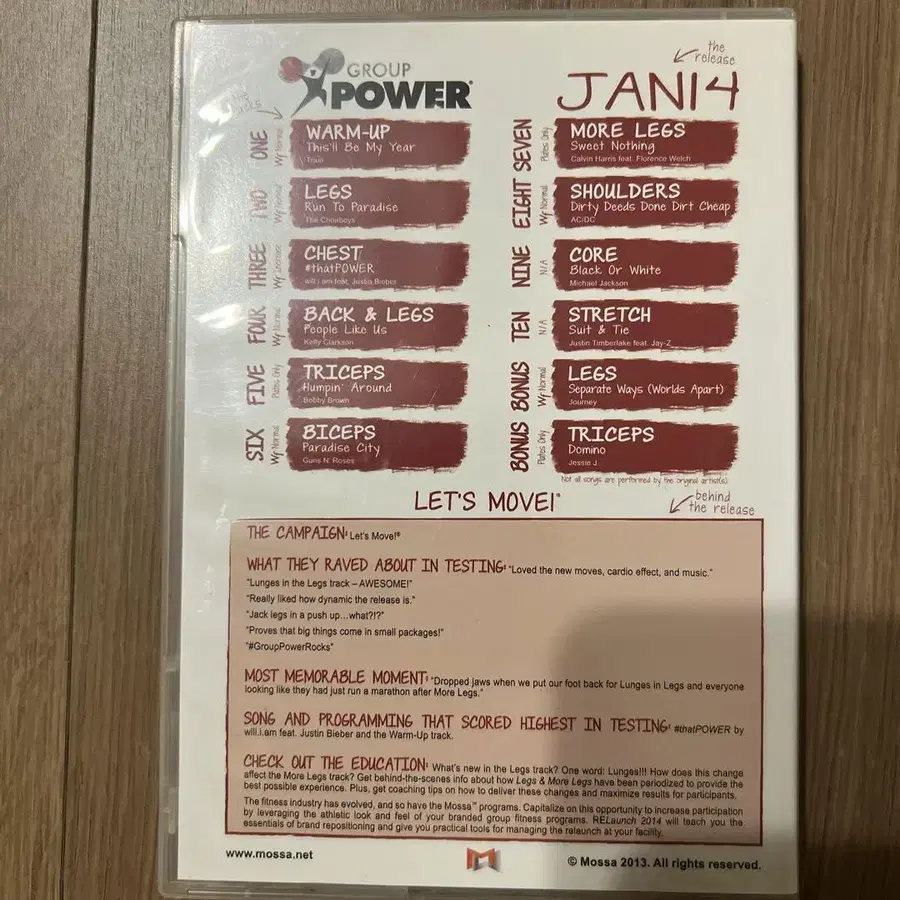 GROUP
POWER®
the
release
JAN14
the
tracks
ONE
Wf Normal
WARM-UP
This'll Be My Year
Train
TWO
Wf Normal
LEGS
Run To Paradise
The Choirboys
THREE
Wf Increase
CHEST
#thatPOWER
will.i.am feat. Justin Bieber
FOUR
Wf Normal
BACK & LEGS
People Like Us
Kelly Clarkson
FIVE
Plates Only
TRICEPS
Humpin' Around
Bobby Brown
SIX
Wf Normal
BICEPS
Paradise City
Guns N' Roses
SEVEN
Plates Only
MORE LEGS
Sweet Nothing
Calvin Harris feat. Florence Welch
EIGHT
Wf Normal
SHOULDERS
Dirty Deeds Done Dirt Cheap
AC/DC
NINE
N/A
CORE
Black Or White
Michael Jackson
TEN
N/A
STRETCH
Suit & Tie
Justin Timberlake feat. Jay-Z
BONUS
Wf Normal
LEGS
Separate Ways (Worlds Apart)
Journey
BONUS
Plates Only
TRICEPS
Domino
Jessie J
Not all songs are performed by the original artist(s).
LET'S MOVE!®
behind
the release
THE CAMPAIGN: Let's Move!®
WHAT THEY RAVED ABOUT IN TESTING: "Loved the new moves, cardio effect, and music."
"Lunges in the Legs track – AWESOME!"
"Really liked how dynamic the release is."
"Jack legs in a push up...what?!?"
"Proves that big things come in small packages!"
"#GroupPowerRocks"
MOST MEMORABLE MOMENT: "Dropped jaws when we put our foot back for Lunges in Legs and everyone
looking like they had just run a marathon after More Legs."
SONG AND PROGRAMMING THAT SCORED HIGHEST IN TESTING: #thatPOWER by
will.i.am feat. Justin Bieber and the Warm-Up track.
CHECK OUT THE EDUCATION: What's new in the Legs track? One word: Lunges!!! How does this change
affect the More Legs track? Get behind-the-scenes info about how Legs & More Legs have been periodized to provide the
best possible experience. Plus, get coaching tips on how to deliver these changes and maximize results for participants.
The fitness industry has evolved, and so have the Mossa™ programs. Capitalize on this opportunity to increase participation
by leveraging the athletic look and feel of your branded group fitness programs. RELaunch 2014 will teach you the
essentials of brand repositioning and give you practical tools for managing the relaunch at your facility.
www.mossa.net
© Mossa 2013. All rights reserved.